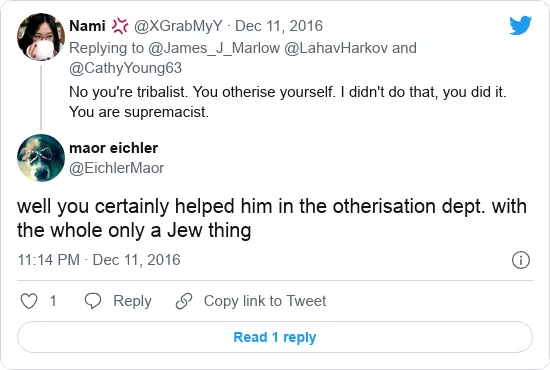 Nami 💢 @XGrabMyY · Dec 11, 2016
Replying to @James_J_Marlow @LahavHarkov and
@CathyYoung63
No you're tribalist. You otherise yourself. I didn't do that, you did it.
You are supremacist.
maor eichler
@EichlerMaor
well you certainly helped him in the otherisation dept. with
the whole only a Jew thing
11:14 PM · Dec 11, 2016
1 Reply Copy link to Tweet
Read 1 reply